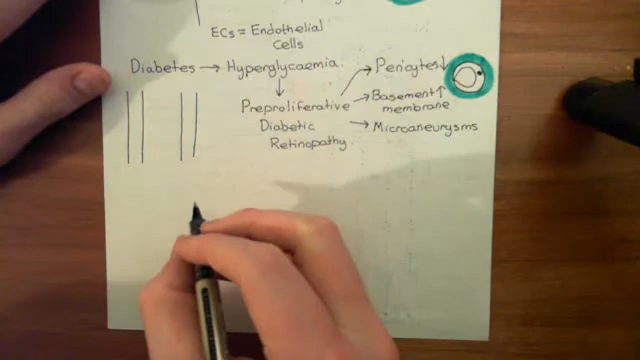 ECs = Endothelial
Cells
Diabetes → Hyperglycaemia → Pericytes↓
Preproliferative → Basement↑
membrane
Diabetic → Microaneurysms
Retinopathy